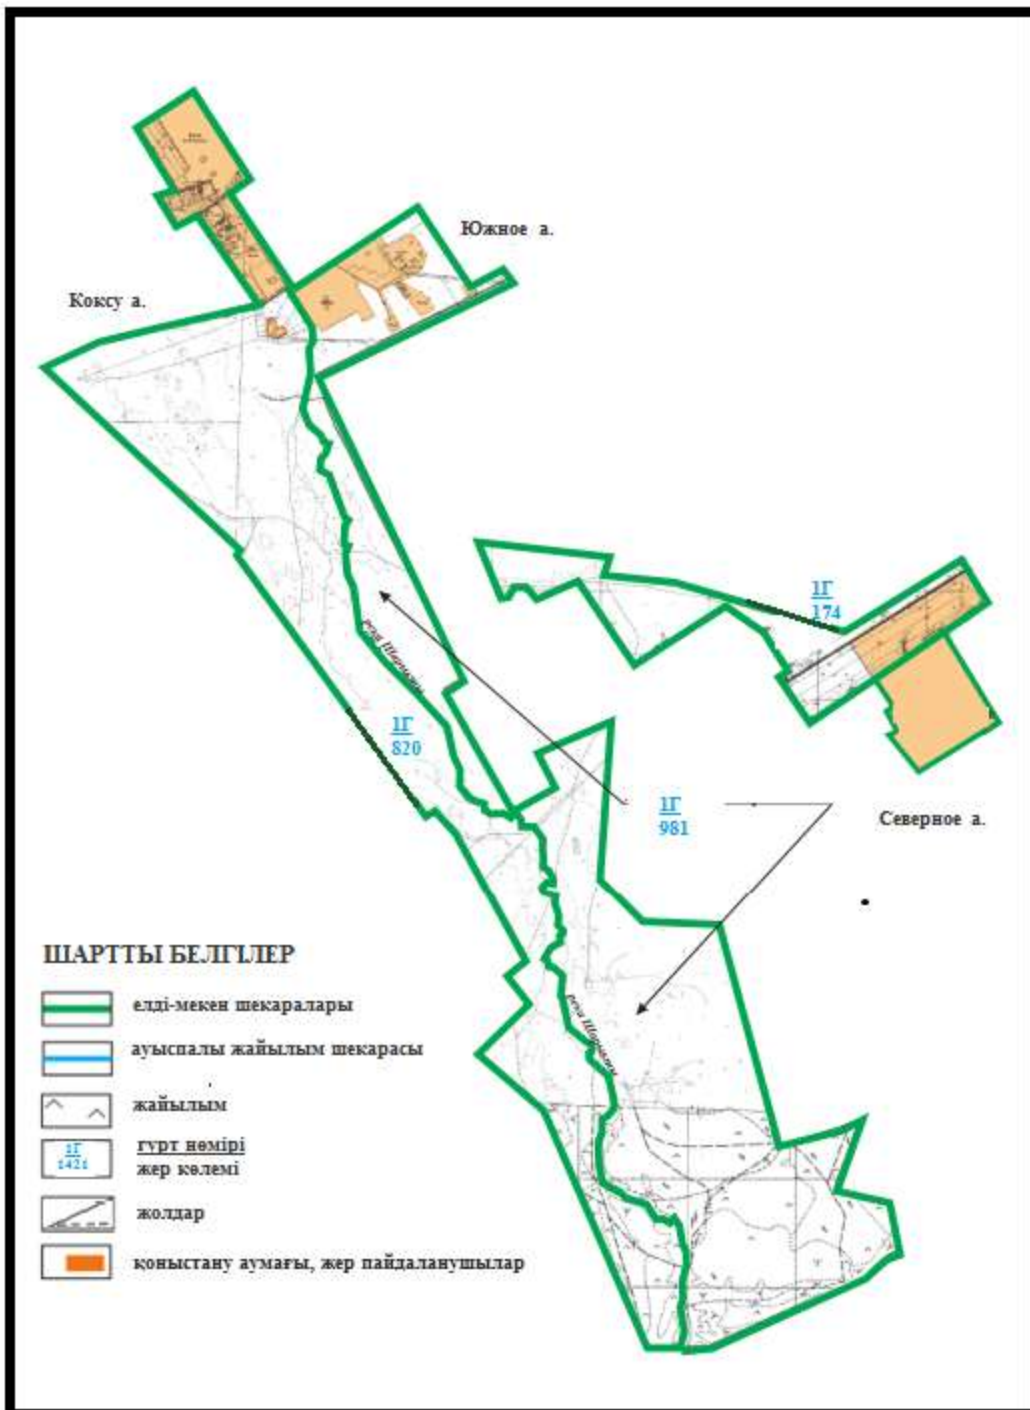 Южное а.
Коксу а.
1Г
174
1Г
820
1Г
981
Северное а.
ШАРТТЫ БЕЛГІЛЕР
елді-мекен шекаралары
ауыспалы жайылым шекарасы
жайылым
1Г
1421
гурт нөмірі
жер көлемі
жолдар
қоныстану аумағы, жер пайдаланушылар
река
река